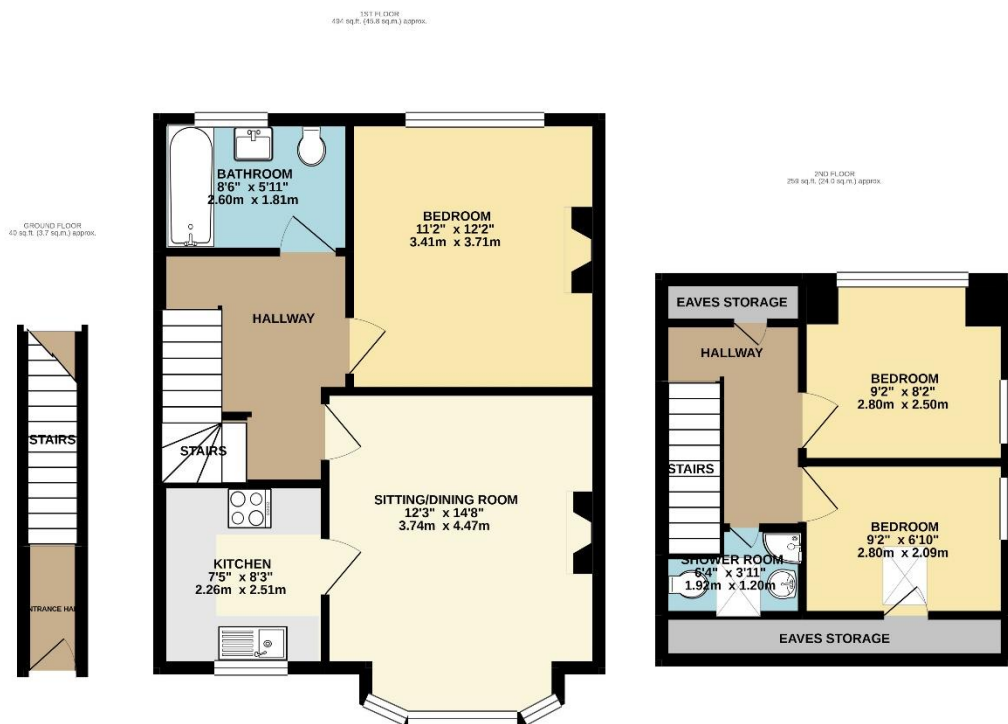 1ST FLOOR
494 sq.ft. (45.8 sq.m.) approx.
BATHROOM
8'6" x 5'11"
2.60m x 1.81m
BEDROOM
11'2" x 12'2"
3.41m x 3.71m
HALLWAY
STAIRS
SITTING/DINING ROOM
12'3" x 14'8"
3.74m x 4.47m
KITCHEN
7'5" x 8'3"
2.26m x 2.51m
GROUND FLOOR
40 sq.ft. (3.7 sq.m.) approx.
STAIRS
ENTRANCE HALL
2ND FLOOR
259 sq.ft. (24.0 sq.m.) approx.
EAVES STORAGE
HALLWAY
BEDROOM
9'2" x 8'2"
2.80m x 2.50m
STAIRS
BEDROOM
9'2" x 6'10"
2.80m x 2.09m
SHOWER ROOM
6'4" x 3'11"
1.92m x 1.20m
EAVES STORAGE